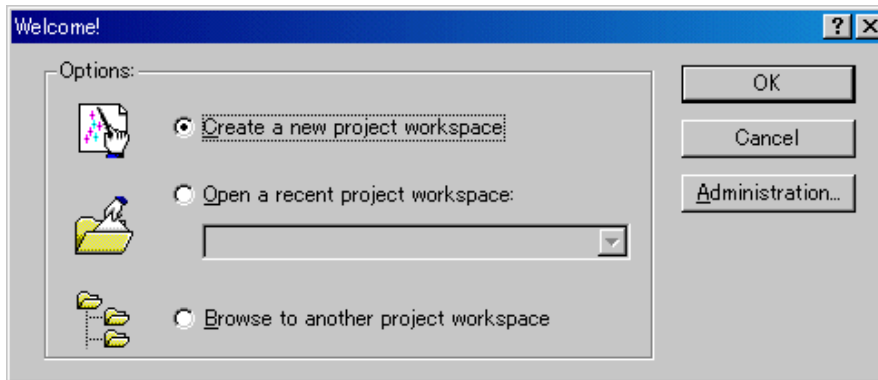 Welcome!
Options:
Create a new project workspace
Open a recent project workspace:
Browse to another project workspace
OK
Cancel
Administration...